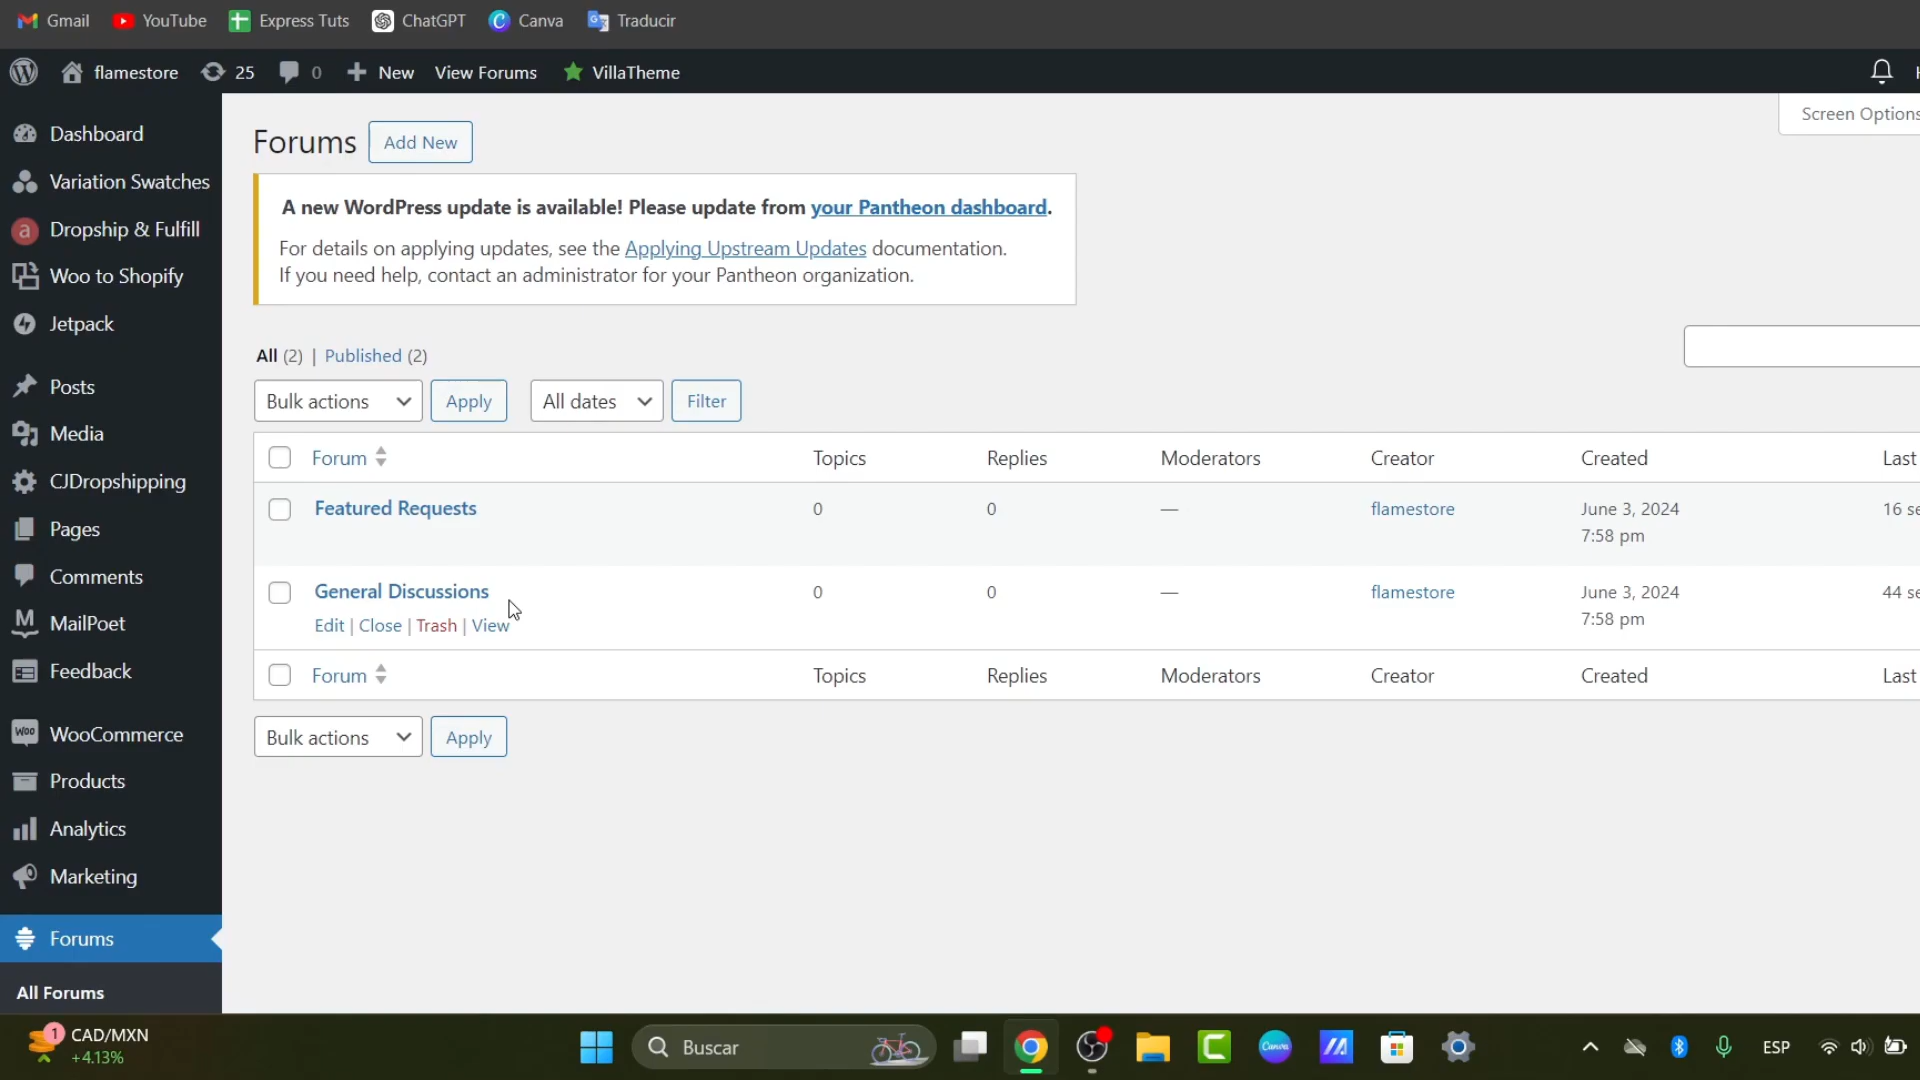 Gmail YouTube Express Tuts ChatGPT Canva Traducir
flamestore 25 0 New View Forums VillaTheme
Screen Options
Dashboard
Variation Swatches
Dropship & Fulfill
Woo to Shopify
Jetpack
Posts
Media
CJDropshipping
Pages
Comments
MailPoet
Feedback
WooCommerce
Products
Analytics
Marketing
Forums
All Forums
Forums Add New
A new WordPress update is available! Please update from your Pantheon dashboard.
For details on applying updates, see the Applying Upstream Updates documentation.
If you need help, contact an administrator for your Pantheon organization.
All (2) | Published (2)
Bulk actions Apply All dates Filter
Forum Topics Replies Moderators Creator Created Last
Featured Requests 0 0 — flamestore June 3, 2024 16 se
7:58 pm
General Discussions 0 0 — flamestore June 3, 2024 44 se
Edit | Close | Trash | View 7:58 pm
Forum Topics Replies Moderators Creator Created Last
Bulk actions Apply
1 CAD/MXN
+4.13%
Buscar
Canva
ESP